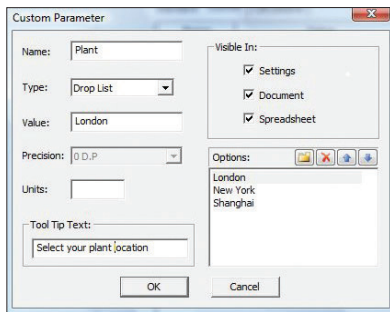 Custom Parameter
Name: Plant
Type: Drop List
Value: London
Precision: 0 D.P
Units:
Tool Tip Text:
Select your plant location
Visible In:
Settings
Document
Spreadsheet
Options:
London
New York
Shanghai
OK Cancel